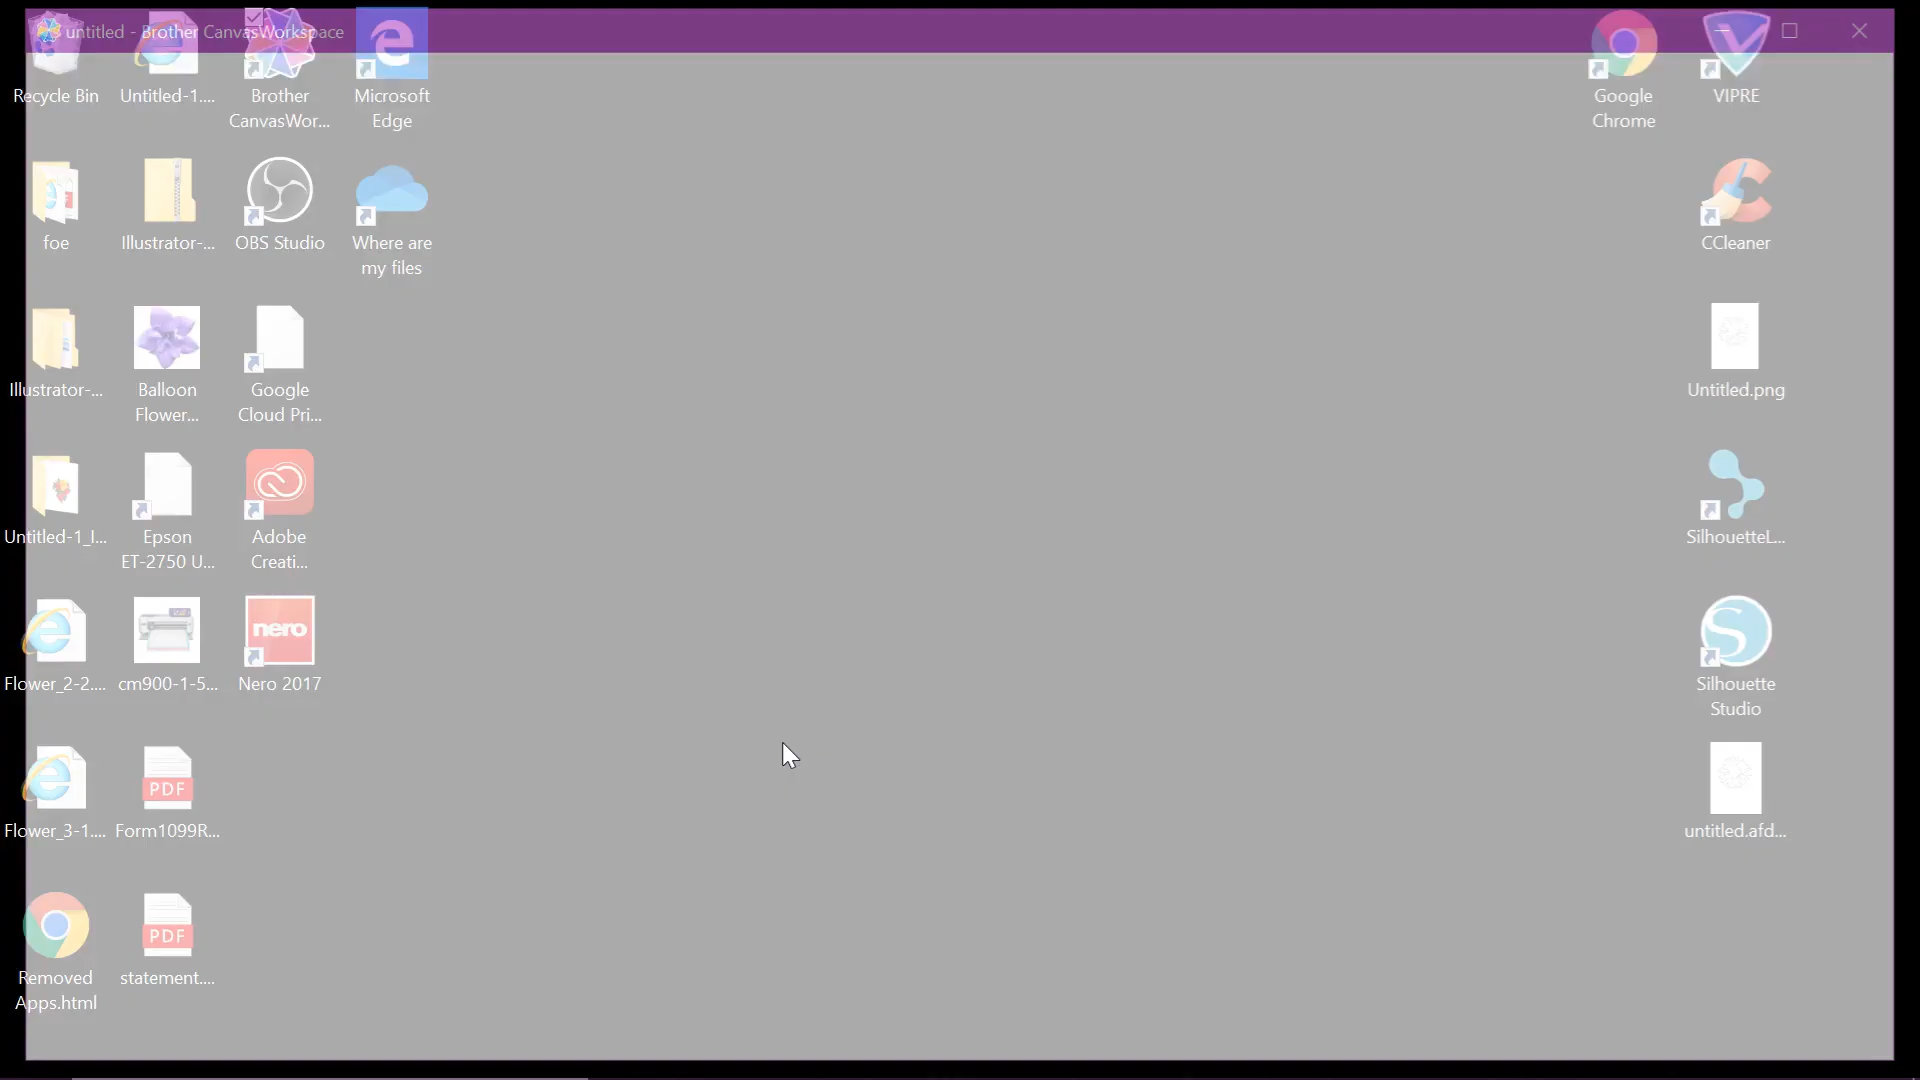 untitled - Brother CanvasWorkspace
Recycle Bin
Untitled-1....
Brother
CanvasWor...
Microsoft
Edge
Google
Chrome
VIPRE
foe
Illustrator-...
OBS Studio
Where are
my files
CCleaner
Illustrator-...
Balloon
Flower...
Google
Cloud Pri...
Untitled.png
Untitled-1_I...
Epson
ET-2750 U...
Adobe
Creati...
SilhouetteL...
nero
Flower_2-2....
cm900-1-5...
Nero 2017
Silhouette
Studio
PDF
Flower_3-1....
Form1099R...
untitled.afd...
PDF
Removed
Apps.html
statement....